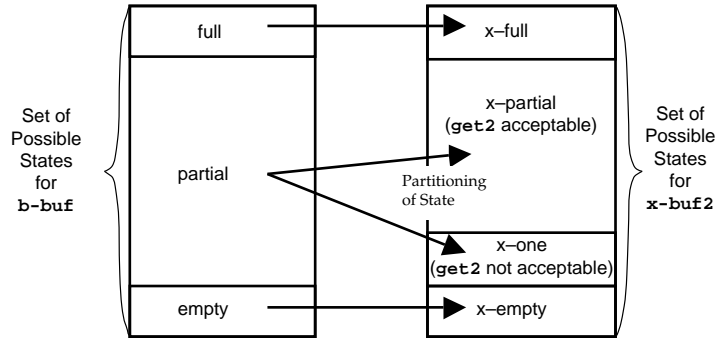 full
x–full
Set of
Possible
States
for
b-buf
partial
x–partial
(get2 acceptable)
Partitioning
of State
x–one
(get2 not acceptable)
Set of
Possible
States
for
x-buf2
empty
x–empty